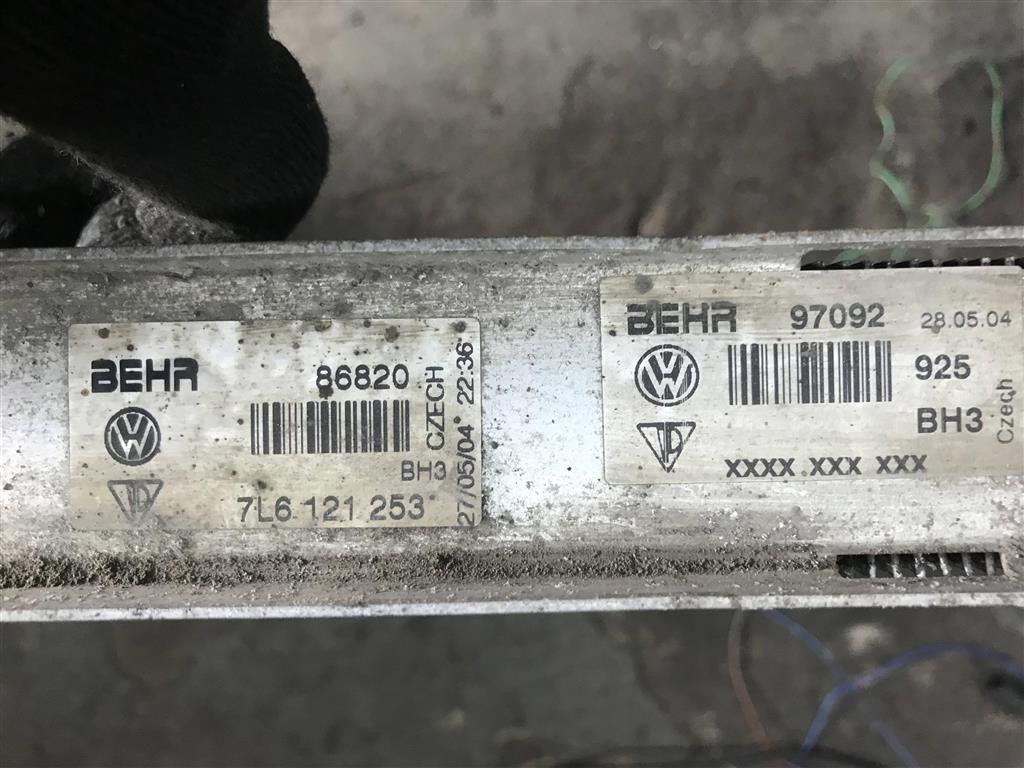 BEHR 86820
BH3
7L6 121 253
CZECH
27/05/04 22:36
BEHR 97092 28.05.04
925
BH3
Czech
XXXX XXX XXX